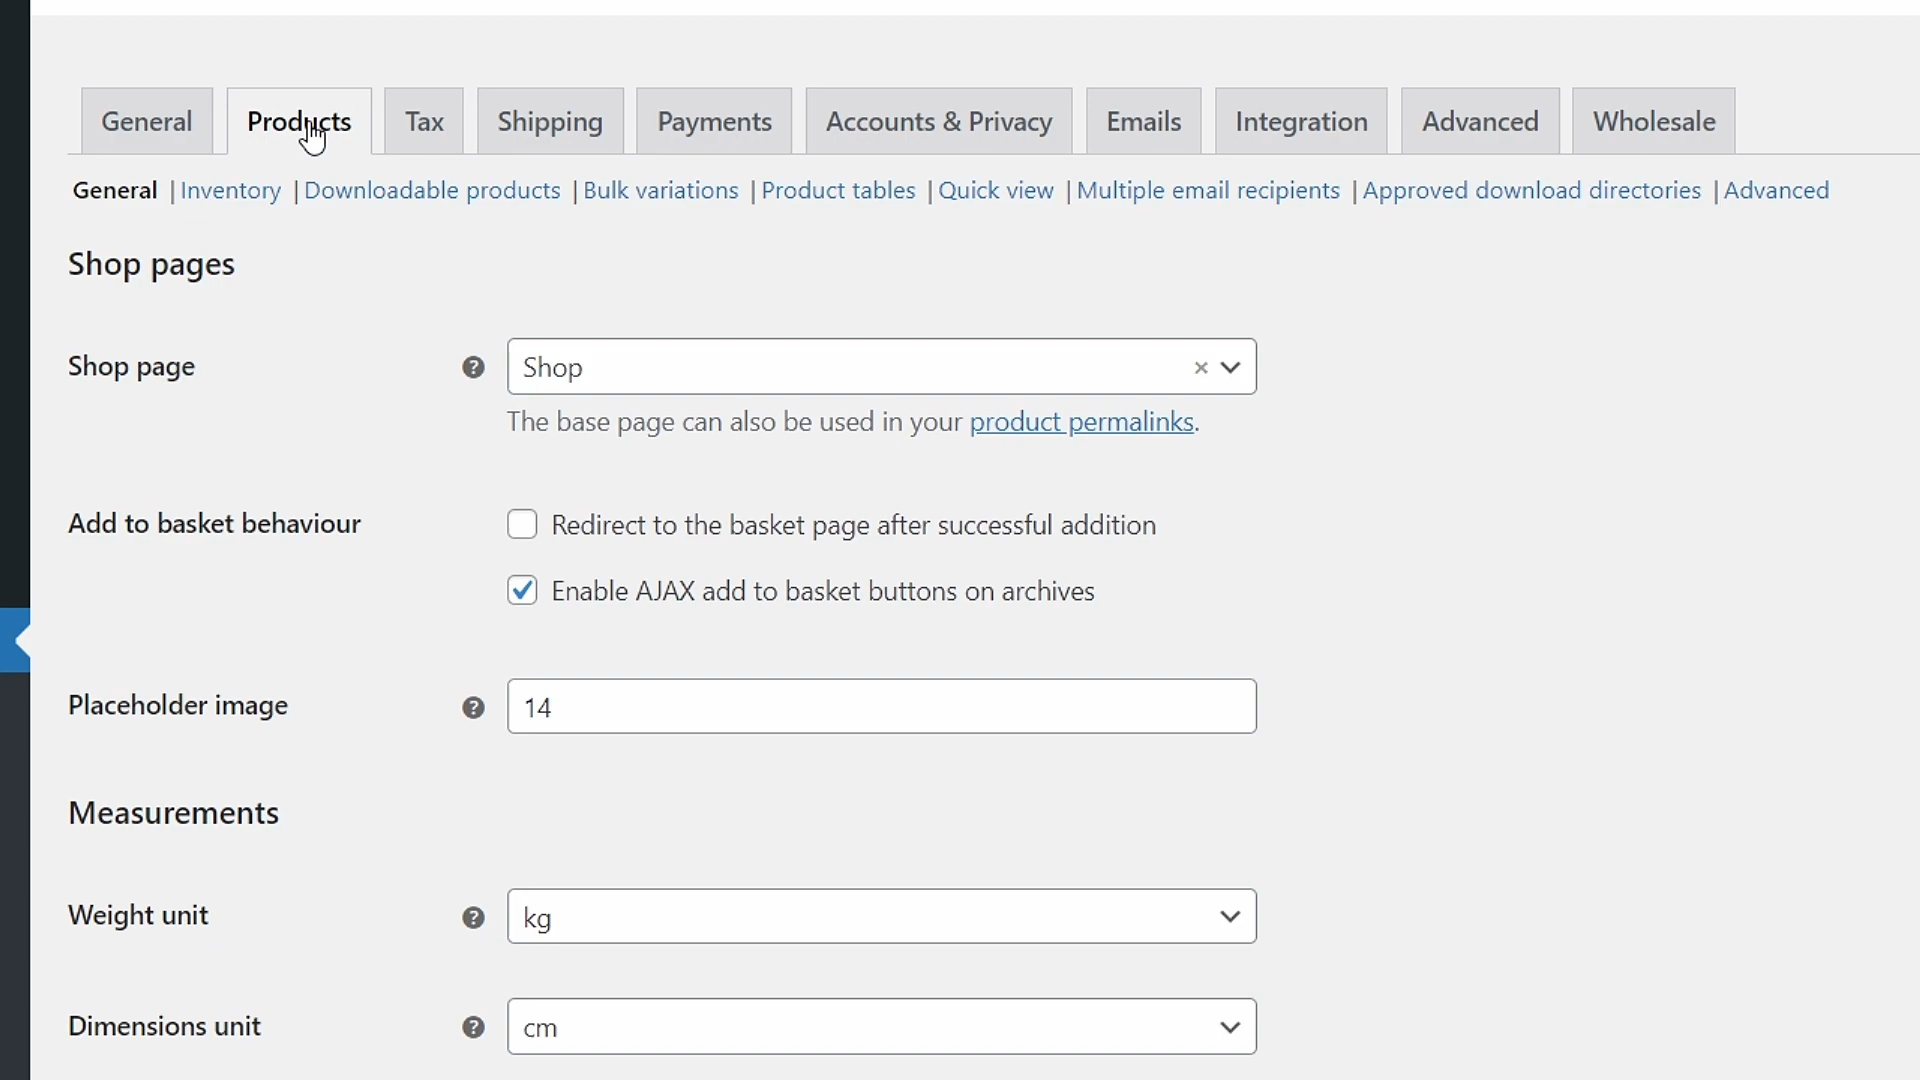 General Products Tax Shipping Payments Accounts & Privacy Emails Integration Advanced Wholesale
General | Inventory | Downloadable products | Bulk variations | Product tables | Quick view | Multiple email recipients | Approved download directories | Advanced
Shop pages
Shop page ? Shop ×
The base page can also be used in your product permalinks.
Add to basket behaviour Redirect to the basket page after successful addition
Enable AJAX add to basket buttons on archives
Placeholder image ? 14
Measurements
Weight unit ? kg
Dimensions unit ? cm